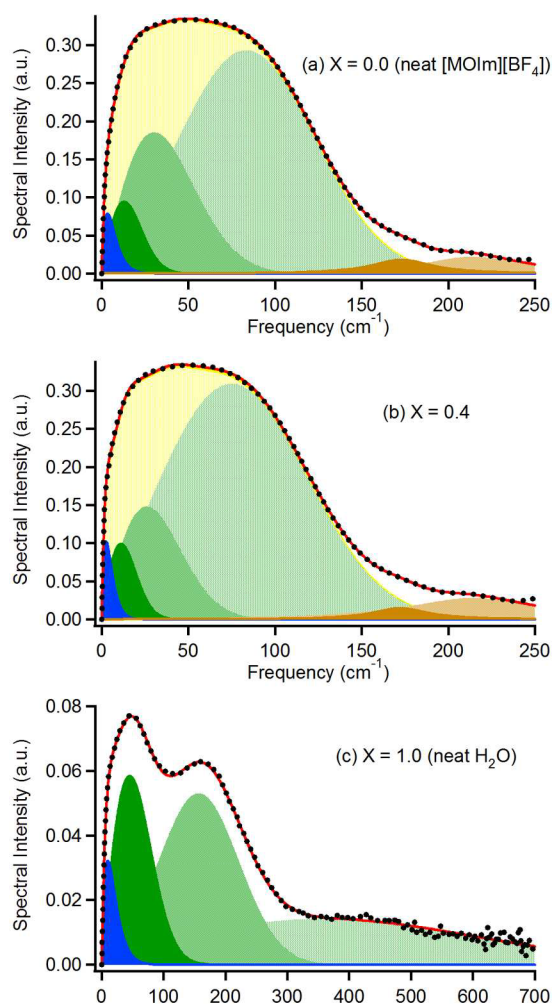 0.30
0.25
0.20
0.15
0.10
0.05
0.00
Spectral Intensity (a.u.)
(a) X = 0.0 (neat [MOIm][BF₄])
0 50 100 150 200 250
Frequency (cm⁻¹)
0.30
0.25
0.20
0.15
0.10
0.05
0.00
Spectral Intensity (a.u.)
(b) X = 0.4
0 50 100 150 200 250
Frequency (cm⁻¹)
0.08
0.06
0.04
0.02
0.00
Spectral Intensity (a.u.)
(c) X = 1.0 (neat H₂O)
0 100 200 300 400 500 600 700